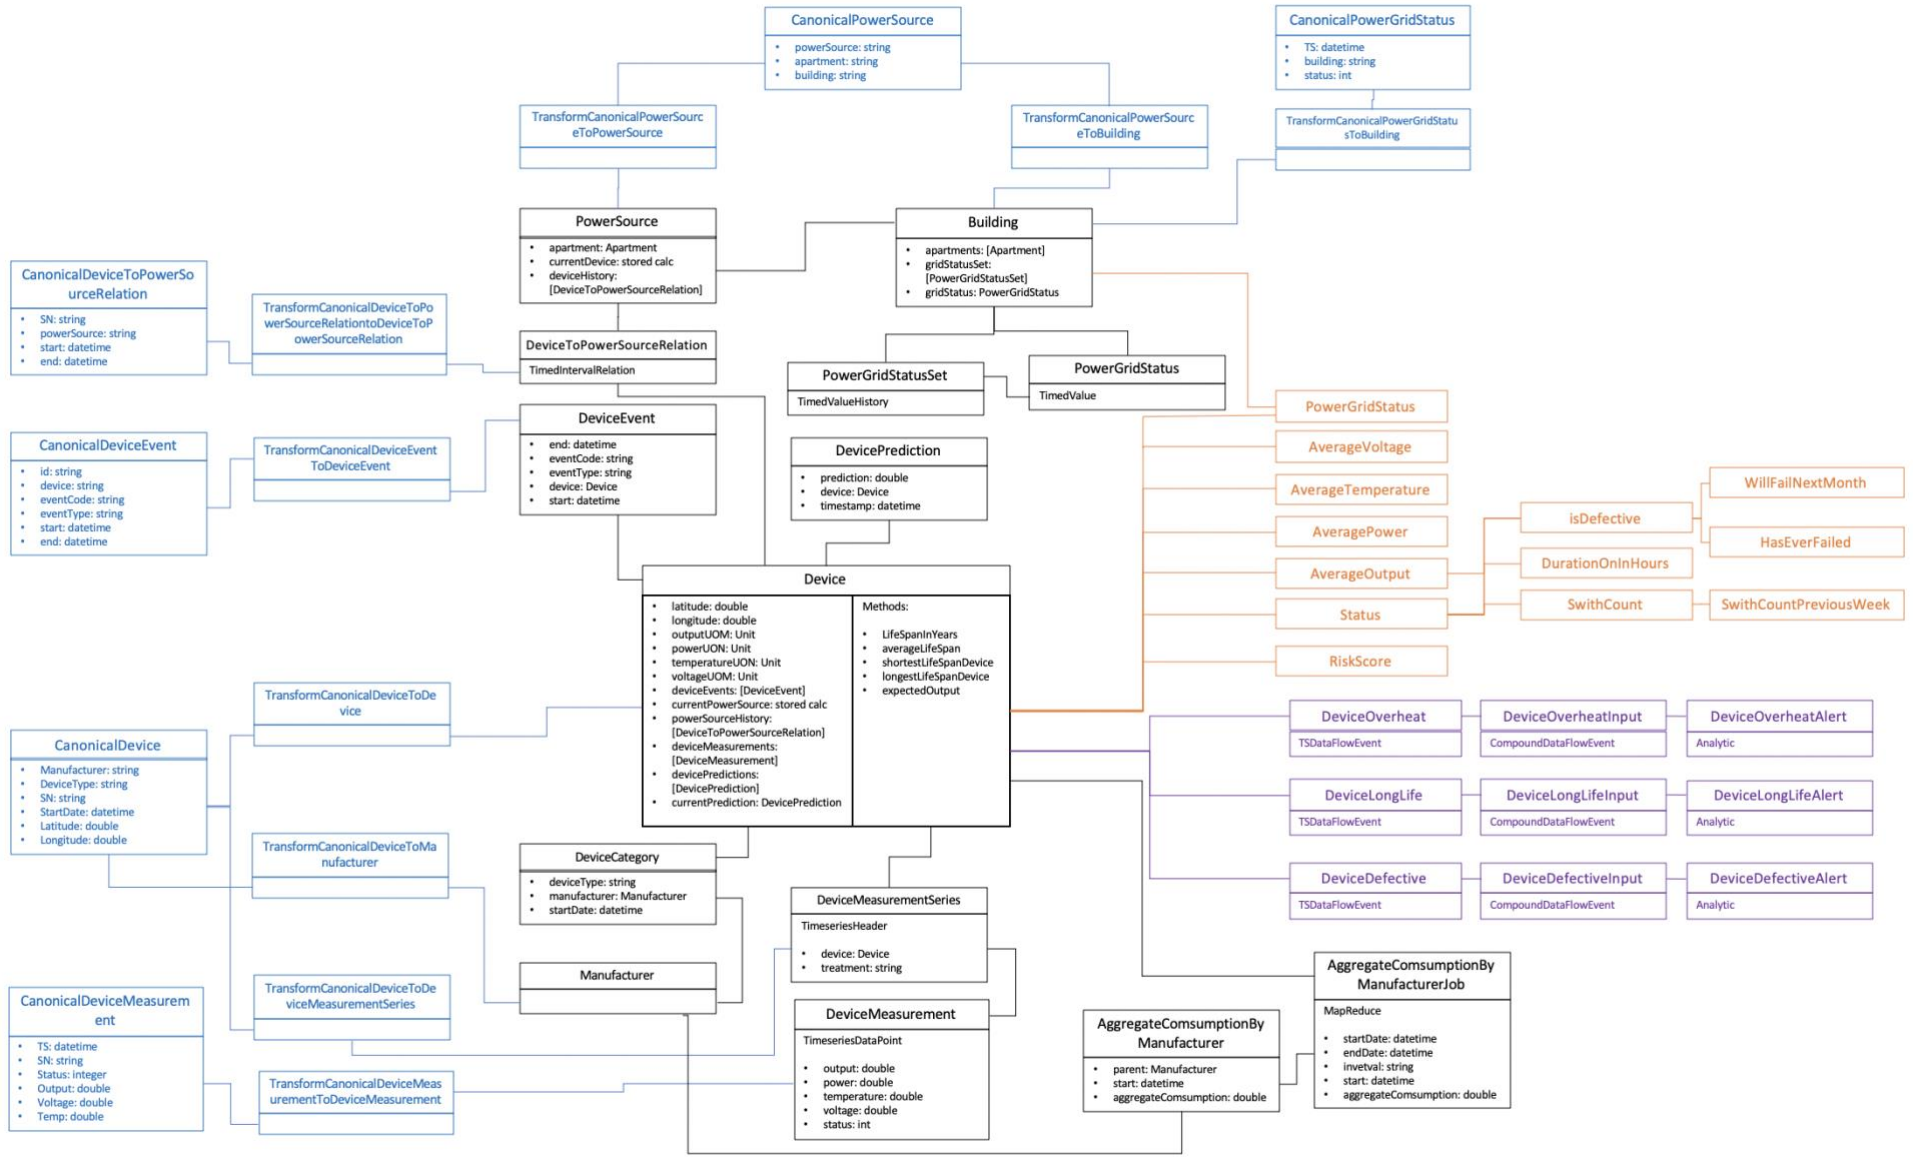 CanonicalPowerSource
• powerSource: string
• apartment: string
• building: string
CanonicalPowerGridStatus
• TS: datetime
• building: string
• status: int
TransformCanonicalPowerSourc
eToPowerSource
TransformCanonicalPowerSourc
eToBuilding
TransformCanonicalPowerGridStatu
sToBuilding
PowerSource
• apartment: Apartment
• currentDevice: stored calc
• deviceHistory:
[DeviceToPowerSourceRelation]
Building
• apartments: [Apartment]
• gridStatusSet:
[PowerGridStatusSet]
• gridStatus: PowerGridStatus
CanonicalDeviceToPowerSo
urceRelation
• SN: string
• powerSource: string
• start: datetime
• end: datetime
TransformCanonicalDeviceToPo
werSourceRelationtoDeviceToP
owerSourceRelation
DeviceToPowerSourceRelation
TimedIntervalRelation
PowerGridStatusSet
TimedValueHistory
PowerGridStatus
TimedValue
CanonicalDeviceEvent
• id: string
• device: string
• eventCode: string
• eventType: string
• start: datetime
• end: datetime
TransformCanonicalDeviceEvent
ToDeviceEvent
DeviceEvent
• end: datetime
• eventCode: string
• eventType: string
• device: Device
• start: datetime
DevicePrediction
• prediction: double
• device: Device
• timestamp: datetime
PowerGridStatus
AverageVoltage
AverageTemperature
AveragePower
AverageOutput
Status
RiskScore
isDefective
DurationOnInHours
SwithCount
WillFailNextMonth
HasEverFailed
SwithCountPreviousWeek
Device
• latitude: double
• longitude: double
• outputUOM: Unit
• powerUON: Unit
• temperatureUON: Unit
• voltageUOM: Unit
• deviceEvents: [DeviceEvent]
• currentPowerSource: stored calc
• powerSourceHistory:
[DeviceToPowerSourceRelation]
• deviceMeasurements:
[DeviceMeasurement]
• devicePredictions:
[DevicePrediction]
• currentPrediction: DevicePrediction
Methods:
• LifeSpanInYears
• averageLifeSpan
• shortestLifeSpanDevice
• longestLifeSpanDevice
• expectedOutput
TransformCanonicalDeviceToDe
vice
CanonicalDevice
• Manufacturer: string
• DeviceType: string
• SN: string
• StartDate: datetime
• Latitude: double
• Longitude: double
TransformCanonicalDeviceToMa
nufacturer
DeviceOverheat
TSDataFlowEvent
DeviceOverheatInput
CompoundDataFlowEvent
DeviceOverheatAlert
Analytic
DeviceLongLife
TSDataFlowEvent
DeviceLongLifeInput
CompoundDataFlowEvent
DeviceLongLifeAlert
Analytic
DeviceDefective
TSDataFlowEvent
DeviceDefectiveInput
CompoundDataFlowEvent
DeviceDefectiveAlert
Analytic
DeviceCategory
• deviceType: string
• manufacturer: Manufacturer
• startDate: datetime
DeviceMeasurementSeries
TimeseriesHeader
• device: Device
• treatment: string
Manufacturer
TransformCanonicalDeviceToDe
viceMeasurementSeries
CanonicalDeviceMeasurem
ent
• TS: datetime
• SN: string
• Status: integer
• Output: double
• Voltage: double
• Temp: double
TransformCanonicalDeviceMeas
urementToDeviceMeasurement
DeviceMeasurement
TimeseriesDataPoint
• output: double
• power: double
• temperature: double
• voltage: double
• status: int
AggregateComsumptionBy
Manufacturer
• parent: Manufacturer
• start: datetime
• aggregateComsumption: double
AggregateComsumptionBy
ManufacturerJob
MapReduce
• startDate: datetime
• endDate: datetime
• invetval: string
• start: datetime
• aggregateComsumption: double